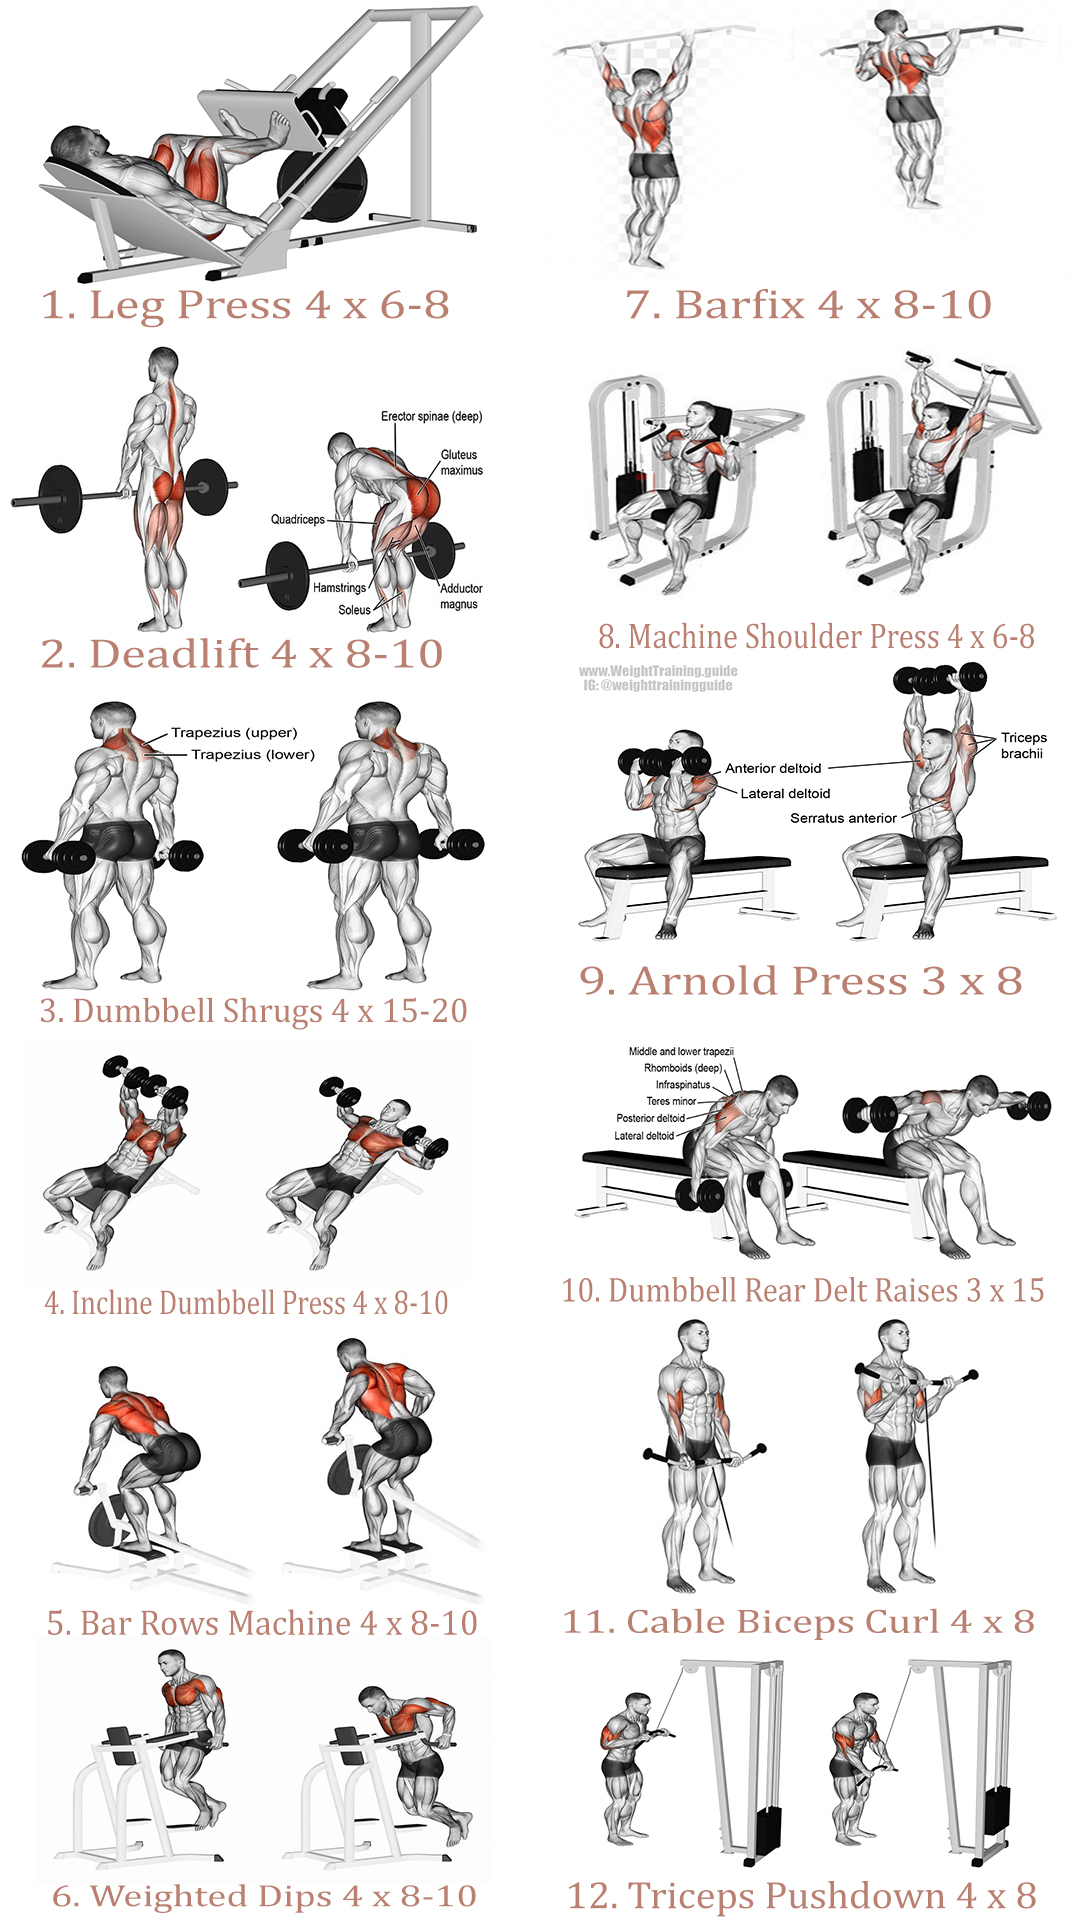 1. Leg Press 4 x 6-8
Erector spinae (deep)
Gluteus
maximus
Quadriceps
Hamstrings
Soleus
Adductor
magnus
2. Deadlift 4 x 8-10
Trapezius (upper)
Trapezius (lower)
3. Dumbbell Shrugs 4 x 15-20
4. Incline Dumbbell Press 4 x 8-10
5. Bar Rows Machine 4 x 8-10
6. Weighted Dips 4 x 8-10
7. Barfix 4 x 8-10
8. Machine Shoulder Press 4 x 6-8
www.WeightTraining.guide
IG: @weighttrainingguide
Anterior deltoid
Lateral deltoid
Serratus anterior
Triceps
brachii
9. Arnold Press 3 x 8
Middle and lower trapezii
Rhomboids (deep)
Infraspinatus
Teres minor
Posterior deltoid
Lateral deltoid
10. Dumbbell Rear Delt Raises 3 x 15
11. Cable Biceps Curl 4 x 8
12. Triceps Pushdown 4 x 8